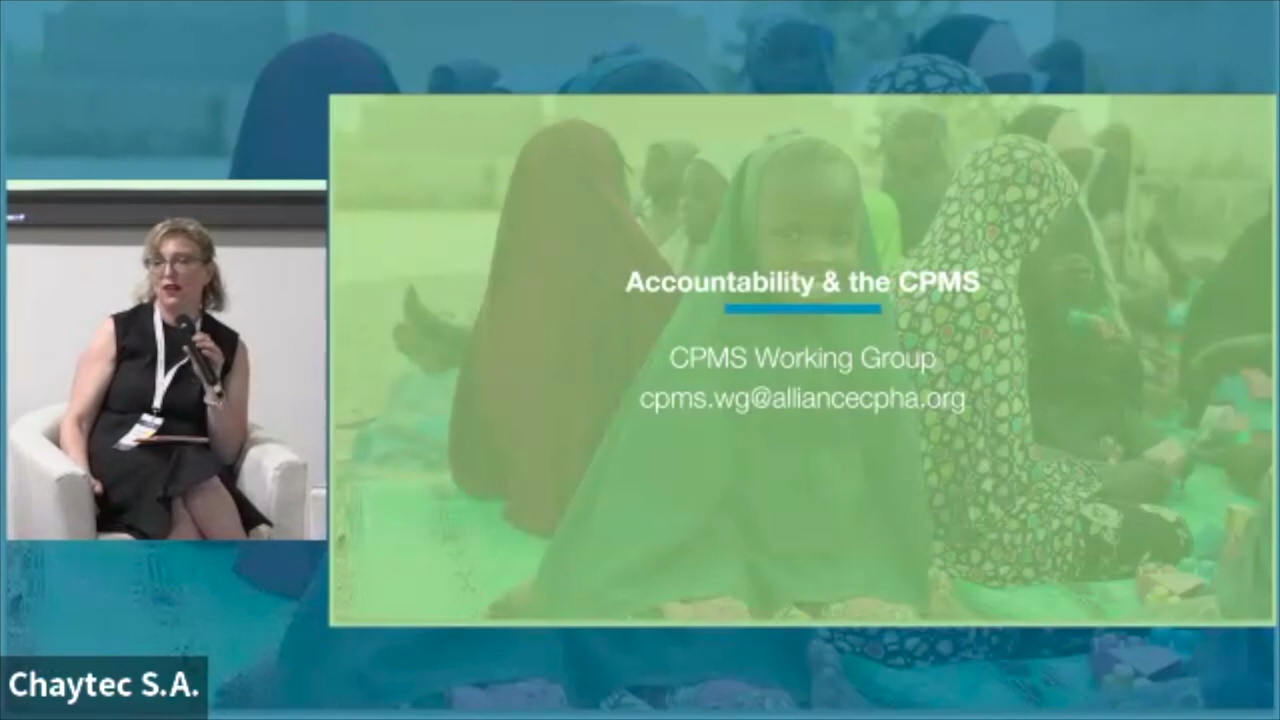 Accountability & the CPMS
CPMS Working Group
cpms.wg@alliancecpha.org
Chaytec S.A.